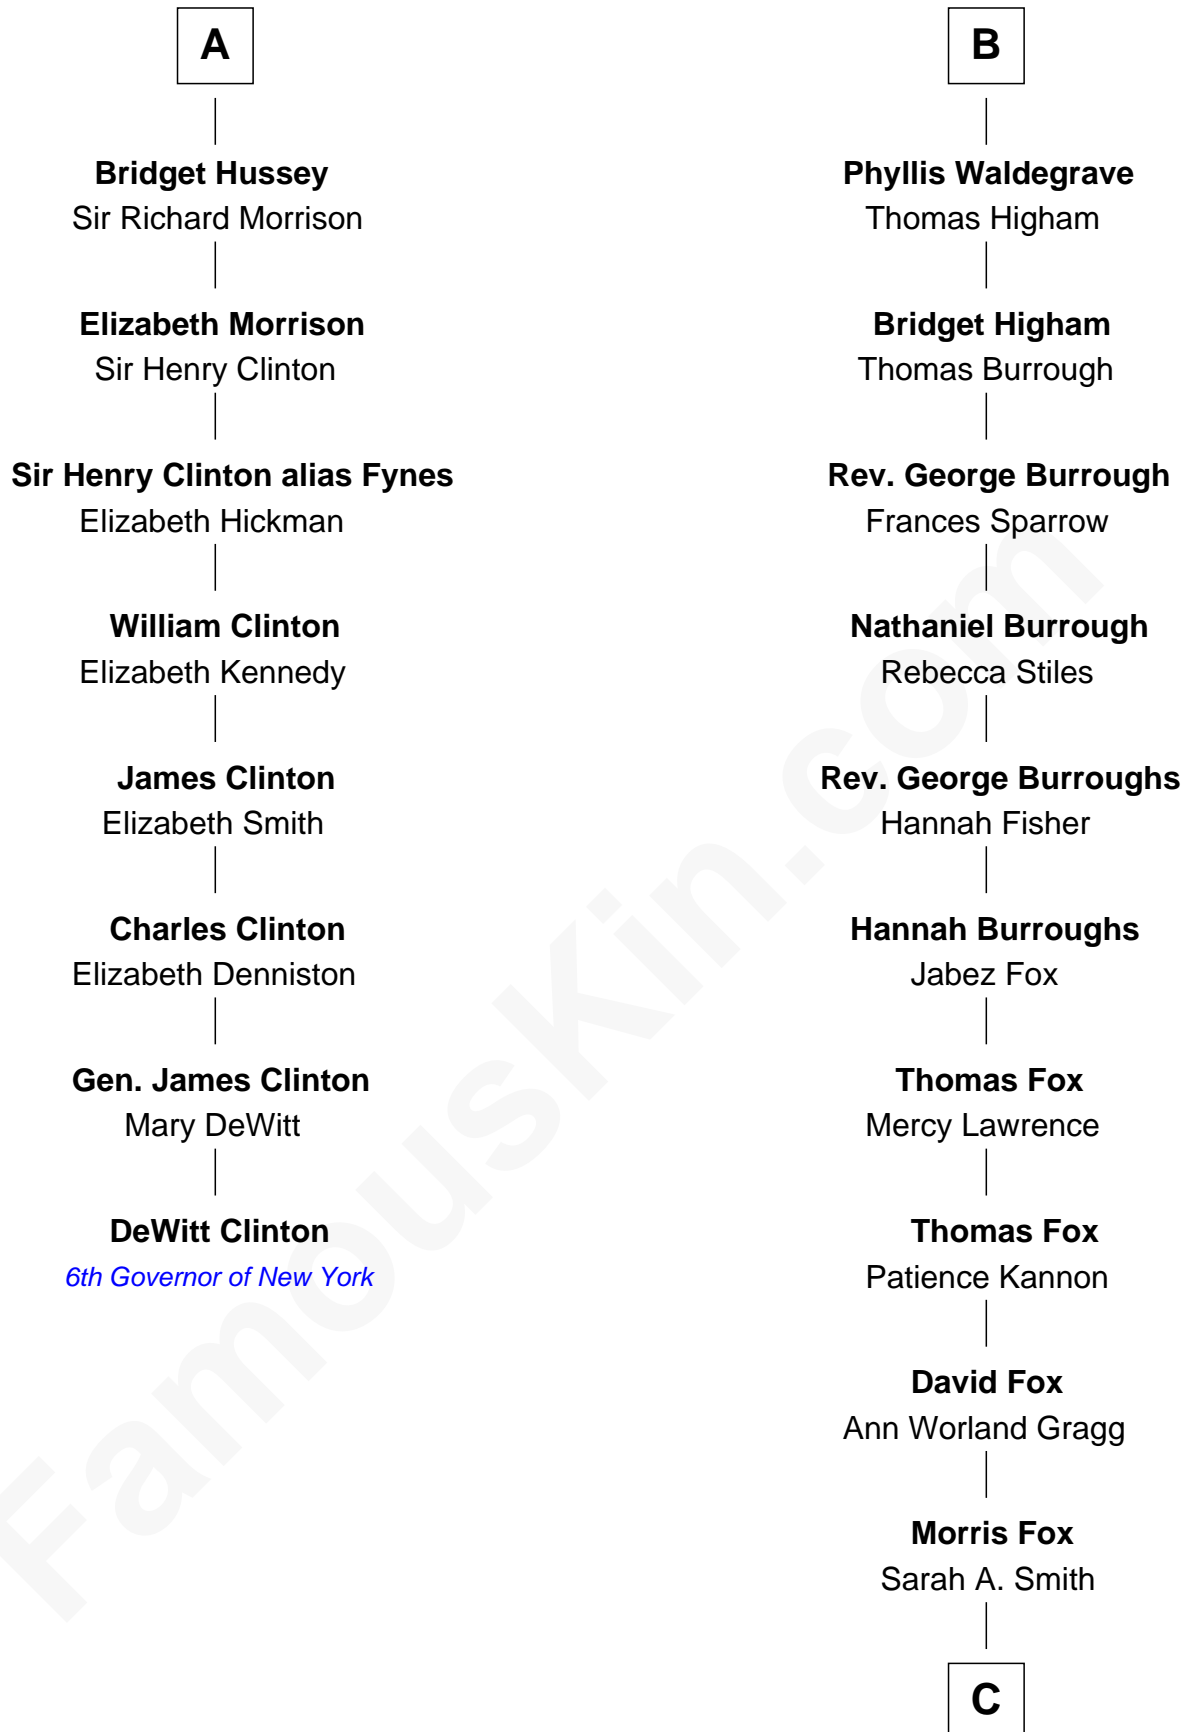 A
Bridget Hussey
Sir Richard Morrison
Elizabeth Morrison
Sir Henry Clinton
Sir Henry Clinton alias Fynes
Elizabeth Hickman
William Clinton
Elizabeth Kennedy
James Clinton
Elizabeth Smith
Charles Clinton
Elizabeth Denniston
Gen. James Clinton
Mary DeWitt
DeWitt Clinton
6th Governor of New York
B
Phyllis Waldegrave
Thomas Higham
Bridget Higham
Thomas Burrough
Rev. George Burrough
Frances Sparrow
Nathaniel Burrough
Rebecca Stiles
Rev. George Burroughs
Hannah Fisher
Hannah Burroughs
Jabez Fox
Thomas Fox
Mercy Lawrence
Thomas Fox
Patience Kannon
David Fox
Ann Worland Gragg
Morris Fox
Sarah A. Smith
C
FamousKin.com